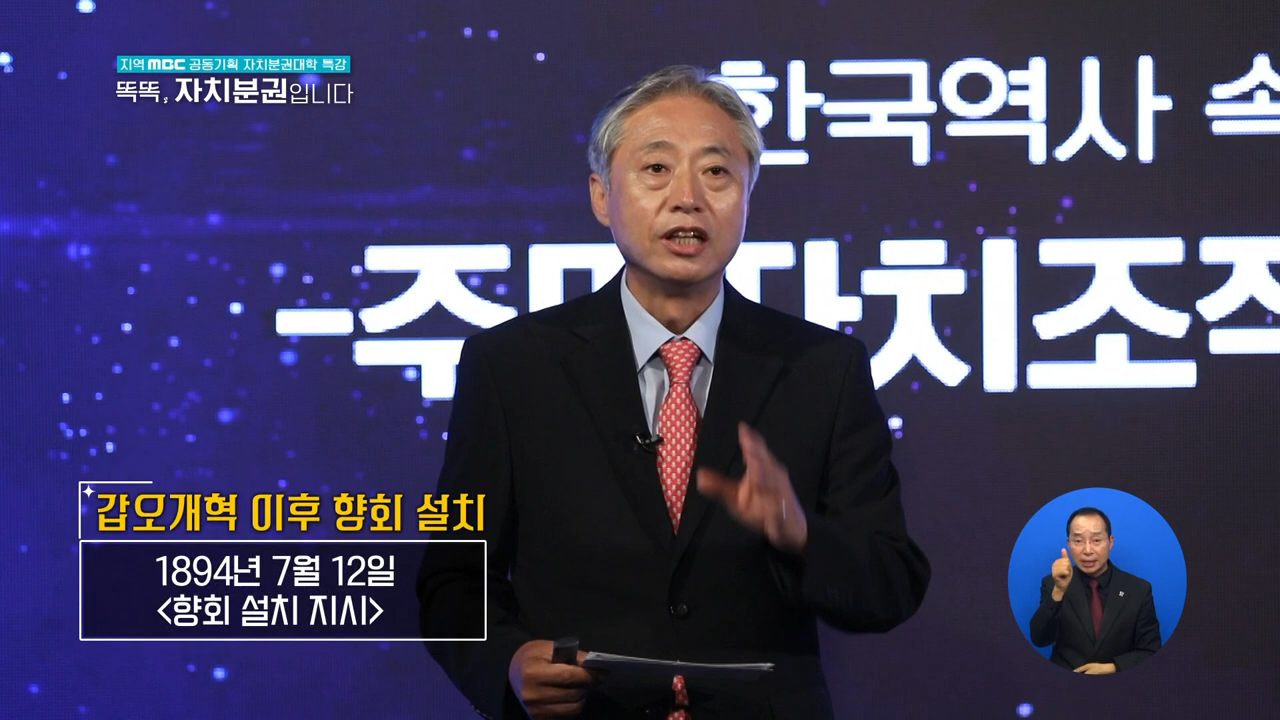 지역 MBC 공동기획 자치분권대학 특강
똑똑, 자치분권입니다
한국역사 속
자치조직
갑오개혁 이후 향회 설치
1894년 7월 12일
<향회 설치 지시>